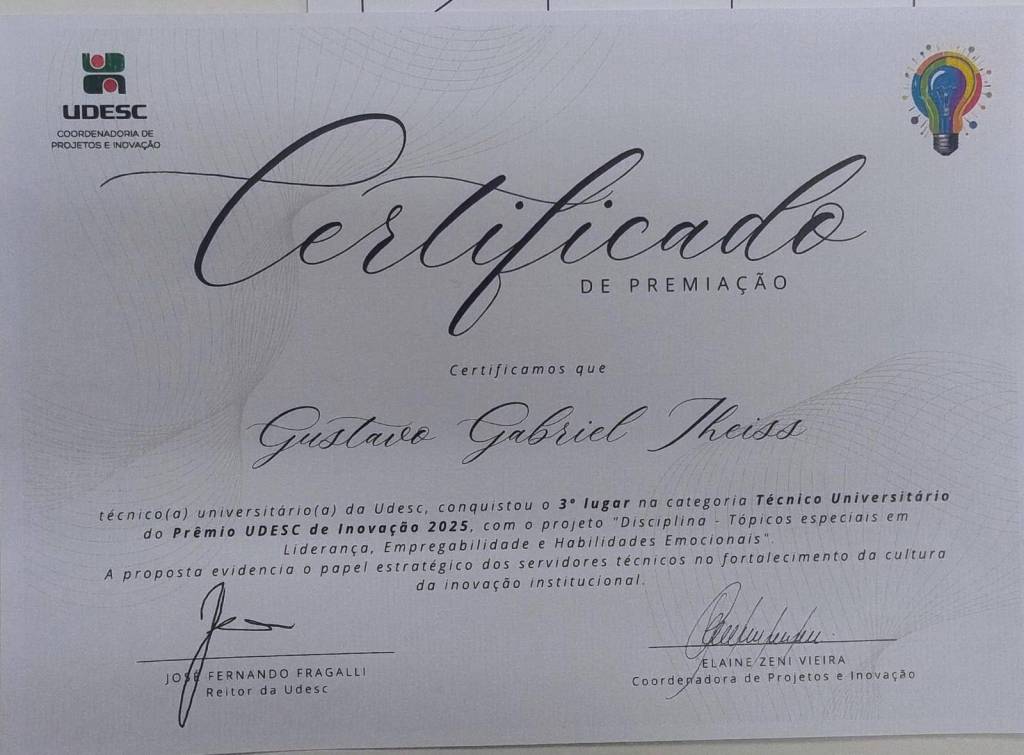 UDESC
COORDENADORIA DE
PROJETOS E INOVAÇÃO
Certificado
DE PREMIAÇÃO
Certificamos que
Gustavo Gabriel Theiss
técnico(a) universitário(a) da Udesc, conquistou o 3º lugar na categoria Técnico Universitário
do Prêmio UDESC de Inovação 2025, com o projeto "Disciplina - Tópicos especiais em
Liderança, Empregabilidade e Habilidades Emocionais".
A proposta evidencia o papel estratégico dos servidores técnicos no fortalecimento da cultura
da inovação institucional.
JOSÉ FERNANDO FRAGALLI
Reitor da Udesc
ELAINE ZENI VIEIRA
Coordenadora de Projetos e Inovação